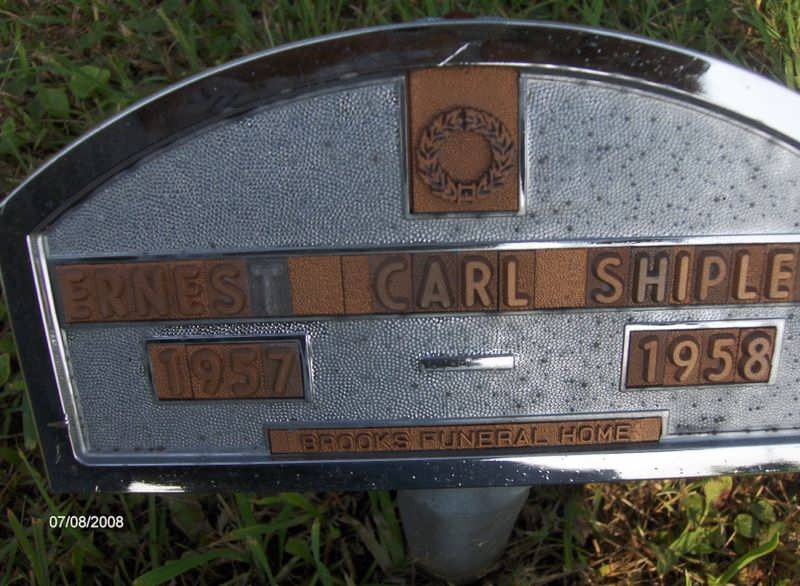 ERNEST CARL SHIPLE
1957 - 1958
BROOKS FUNERAL HOME
07/08/2008